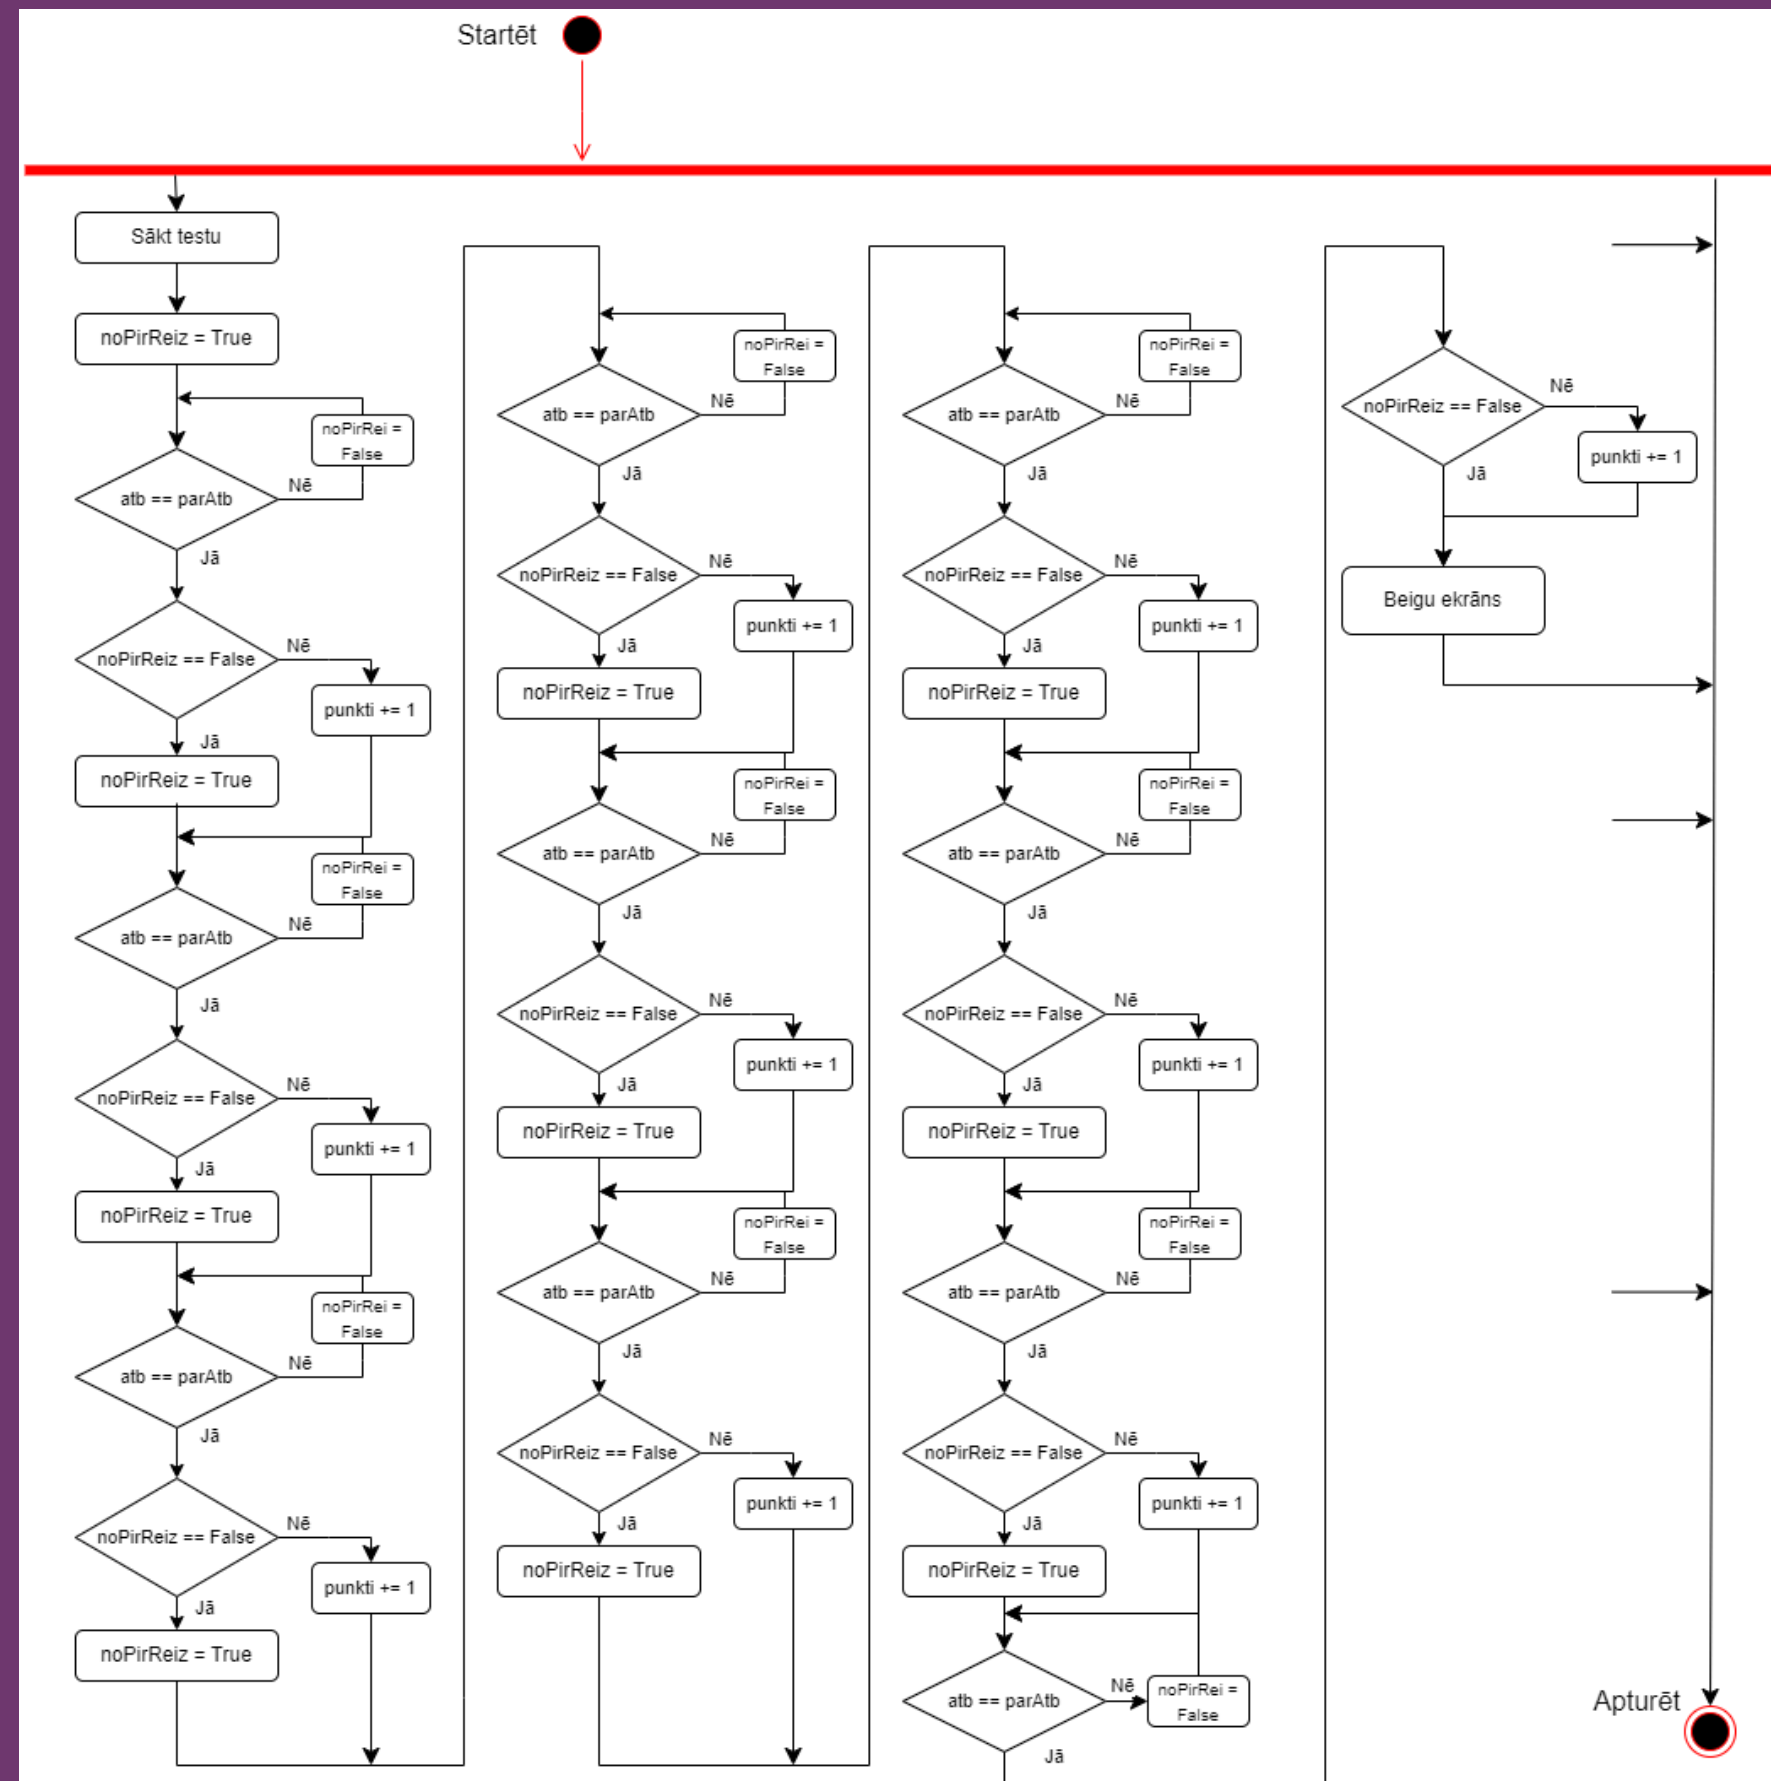 Startēt
Sākt testu
noPirReiz = True
noPirRei =
False
atb == parAtb
Nē
Jā
noPirReiz == False
Nē
punkti += 1
Jā
noPirReiz = True
noPirRei =
False
atb == parAtb
Nē
Jā
noPirReiz == False
Nē
punkti += 1
Jā
noPirReiz = True
noPirRei =
False
atb == parAtb
Nē
Jā
noPirReiz == False
Nē
punkti += 1
Jā
noPirReiz = True
noPirRei =
False
atb == parAtb
Nē
Jā
noPirReiz == False
Nē
punkti += 1
Jā
noPirReiz = True
noPirRei =
False
atb == parAtb
Nē
Jā
noPirReiz == False
Nē
punkti += 1
Jā
noPirReiz = True
noPirRei =
False
atb == parAtb
Nē
Jā
noPirReiz == False
Nē
punkti += 1
Jā
noPirReiz = True
noPirRei =
False
atb == parAtb
Nē
Jā
noPirReiz == False
Nē
punkti += 1
Jā
noPirReiz = True
noPirRei =
False
atb == parAtb
Nē
Jā
noPirReiz == False
Nē
punkti += 1
Jā
noPirReiz = True
noPirRei =
False
atb == parAtb
Nē
Jā
noPirReiz == False
Nē
punkti += 1
Jā
noPirReiz = True
atb == parAtb
Nē
noPirRei =
False
Jā
noPirReiz == False
Nē
punkti += 1
Jā
Beigu ekrāns
Apturēt